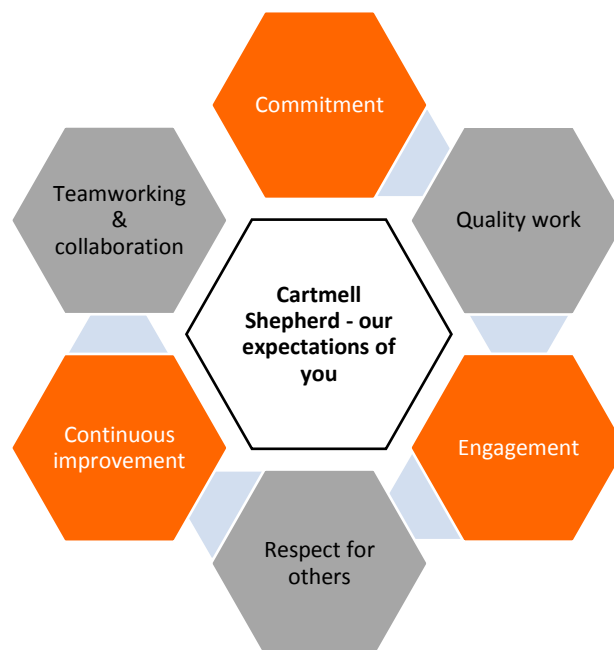 Commitment
Teamworking
&
collaboration
Quality work
Cartmell
Shepherd - our
expectations of
you
Continuous
improvement
Engagement
Respect for
others